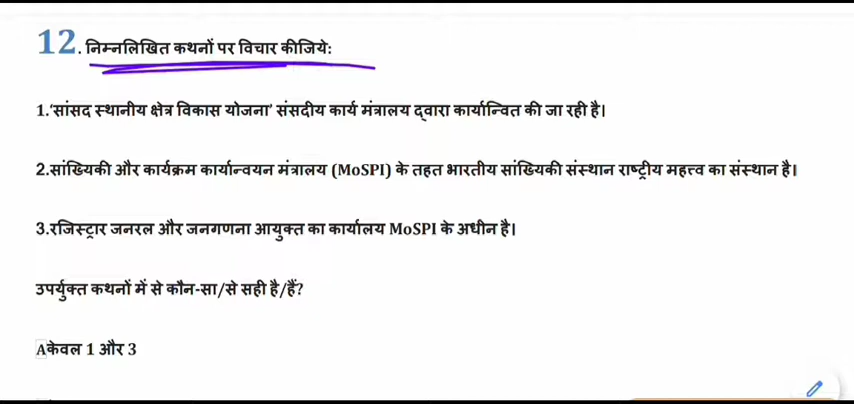 12. निम्नलिखित कथनों पर विचार कीजिये:
1.‘सांसद स्थानीय क्षेत्र विकास योजना’ संसदीय कार्य मंत्रालय द्वारा कार्यान्वित की जा रही है।
2.सांख्यिकी और कार्यक्रम कार्यान्वयन मंत्रालय (MoSPI) के तहत भारतीय सांख्यिकी संस्थान राष्ट्रीय महत्त्व का संस्थान है।
3.रजिस्ट्रार जनरल और जनगणना आयुक्त का कार्यालय MoSPI के अधीन है।
उपर्युक्त कथनों में से कौन-सा/से सही है/हैं?
Aकेवल 1 और 3